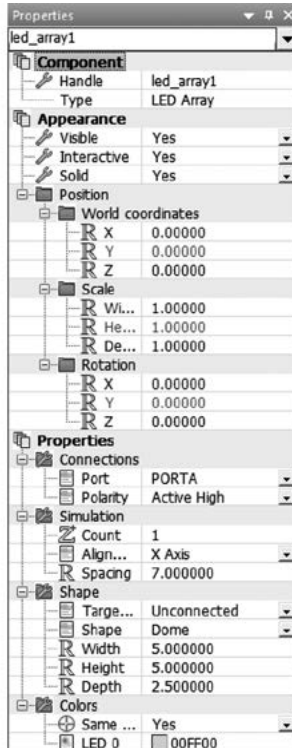 Properties
led_array1
Component
Handle led_array1
Type LED Array
Appearance
Visible Yes
Interactive Yes
Solid Yes
Position
World coordinates
X 0.00000
Y 0.00000
Z 0.00000
Scale
Wi... 1.00000
He... 1.00000
De... 1.00000
Rotation
X 0.00000
Y 0.00000
Z 0.00000
Properties
Connections
Port PORTA
Polarity Active High
Simulation
Count 1
Align... X Axis
Spacing 7.000000
Shape
Targe... Unconnected
Shape Dome
Width 5.000000
Height 5.000000
Depth 2.500000
Colors
Same ... Yes
LED 0 00FF00